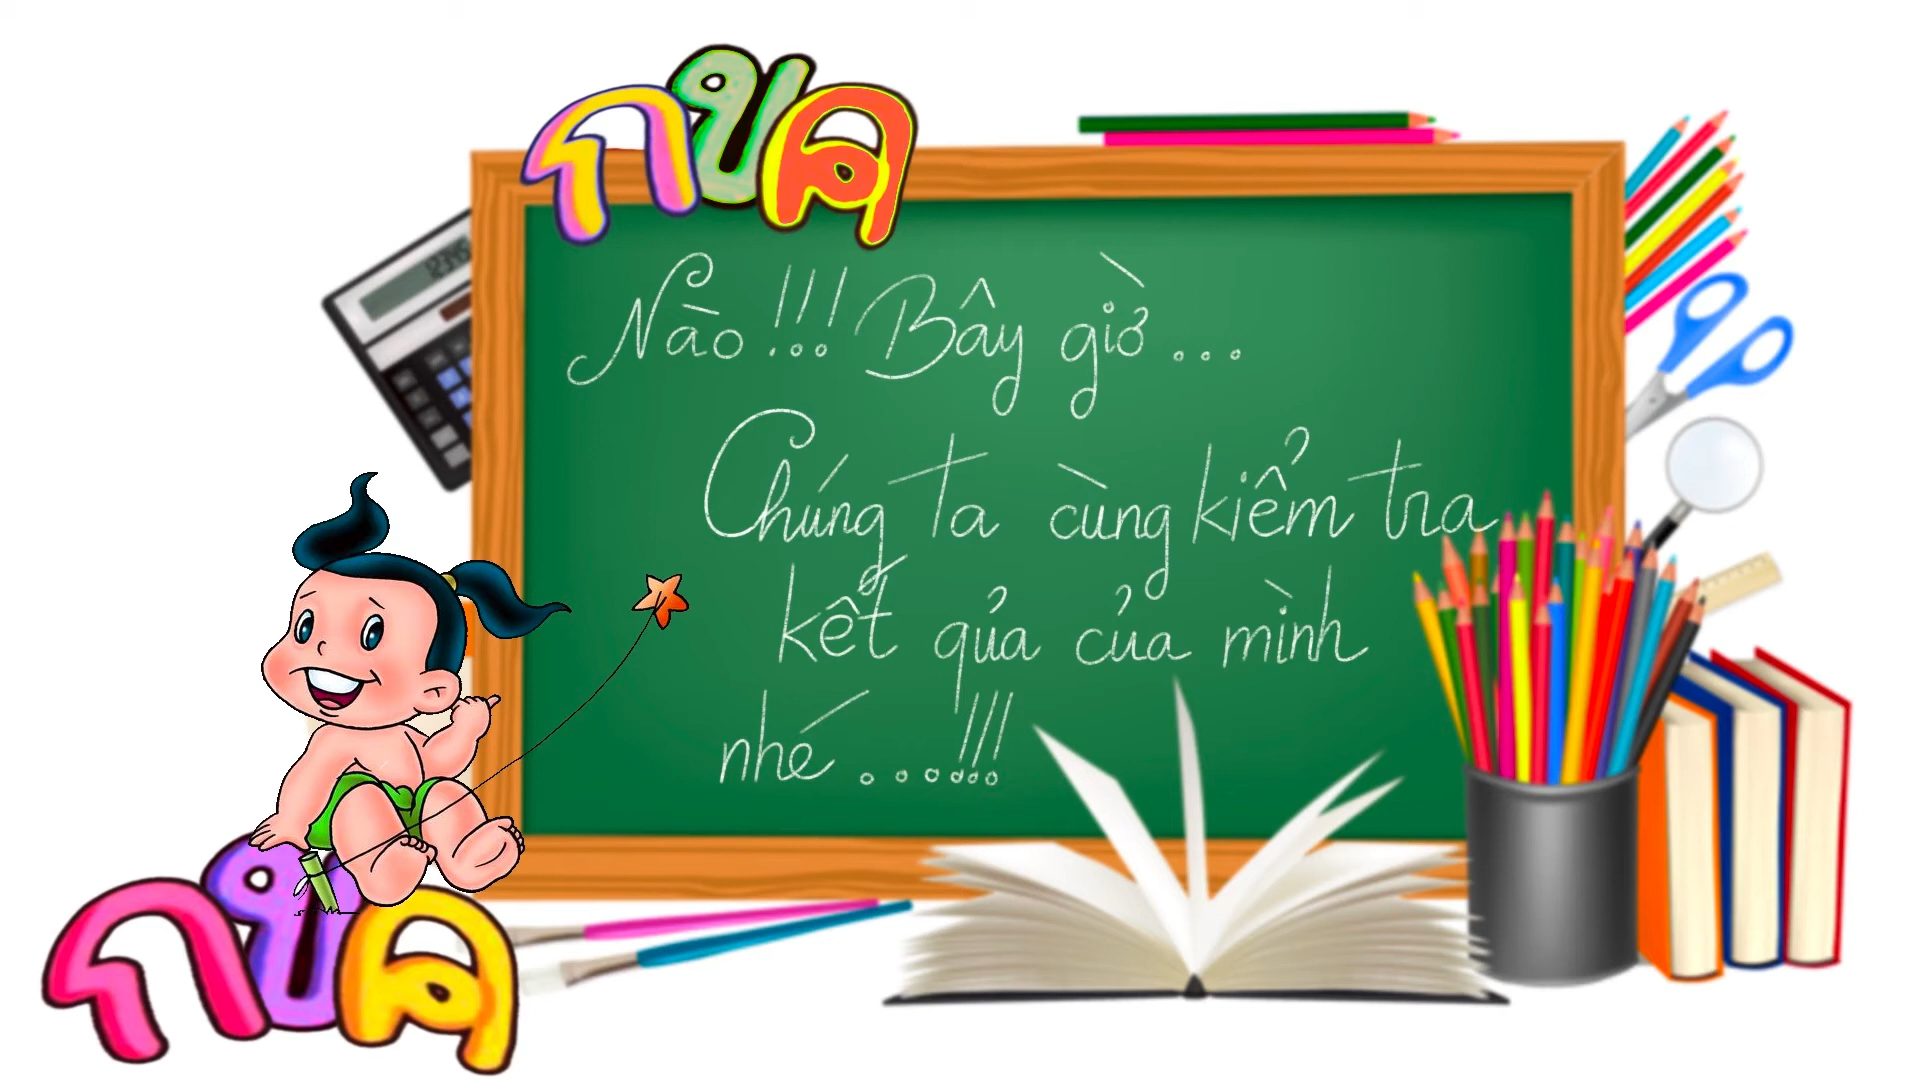 กขค
Nào!!! Bây giờ...
Chúng ta cùng kiểm tra
kết qủa của mình
nhé ......!!!
กขค